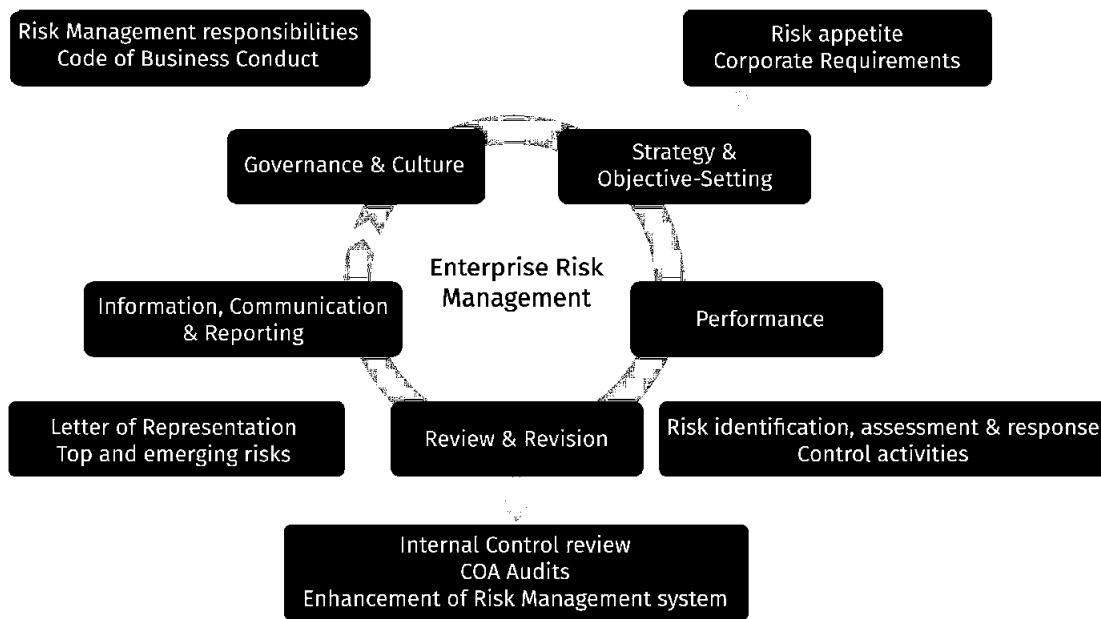 Risk Management responsibilities
Code of Business Conduct
Risk appetite
Corporate Requirements
Governance & Culture
Strategy &
Objective-Setting
Enterprise Risk
Management
Information, Communication
& Reporting
Performance
Letter of Representation
Top and emerging risks
Review & Revision
Risk identification, assessment & response
Control activities
Internal Control review
COA Audits
Enhancement of Risk Management system